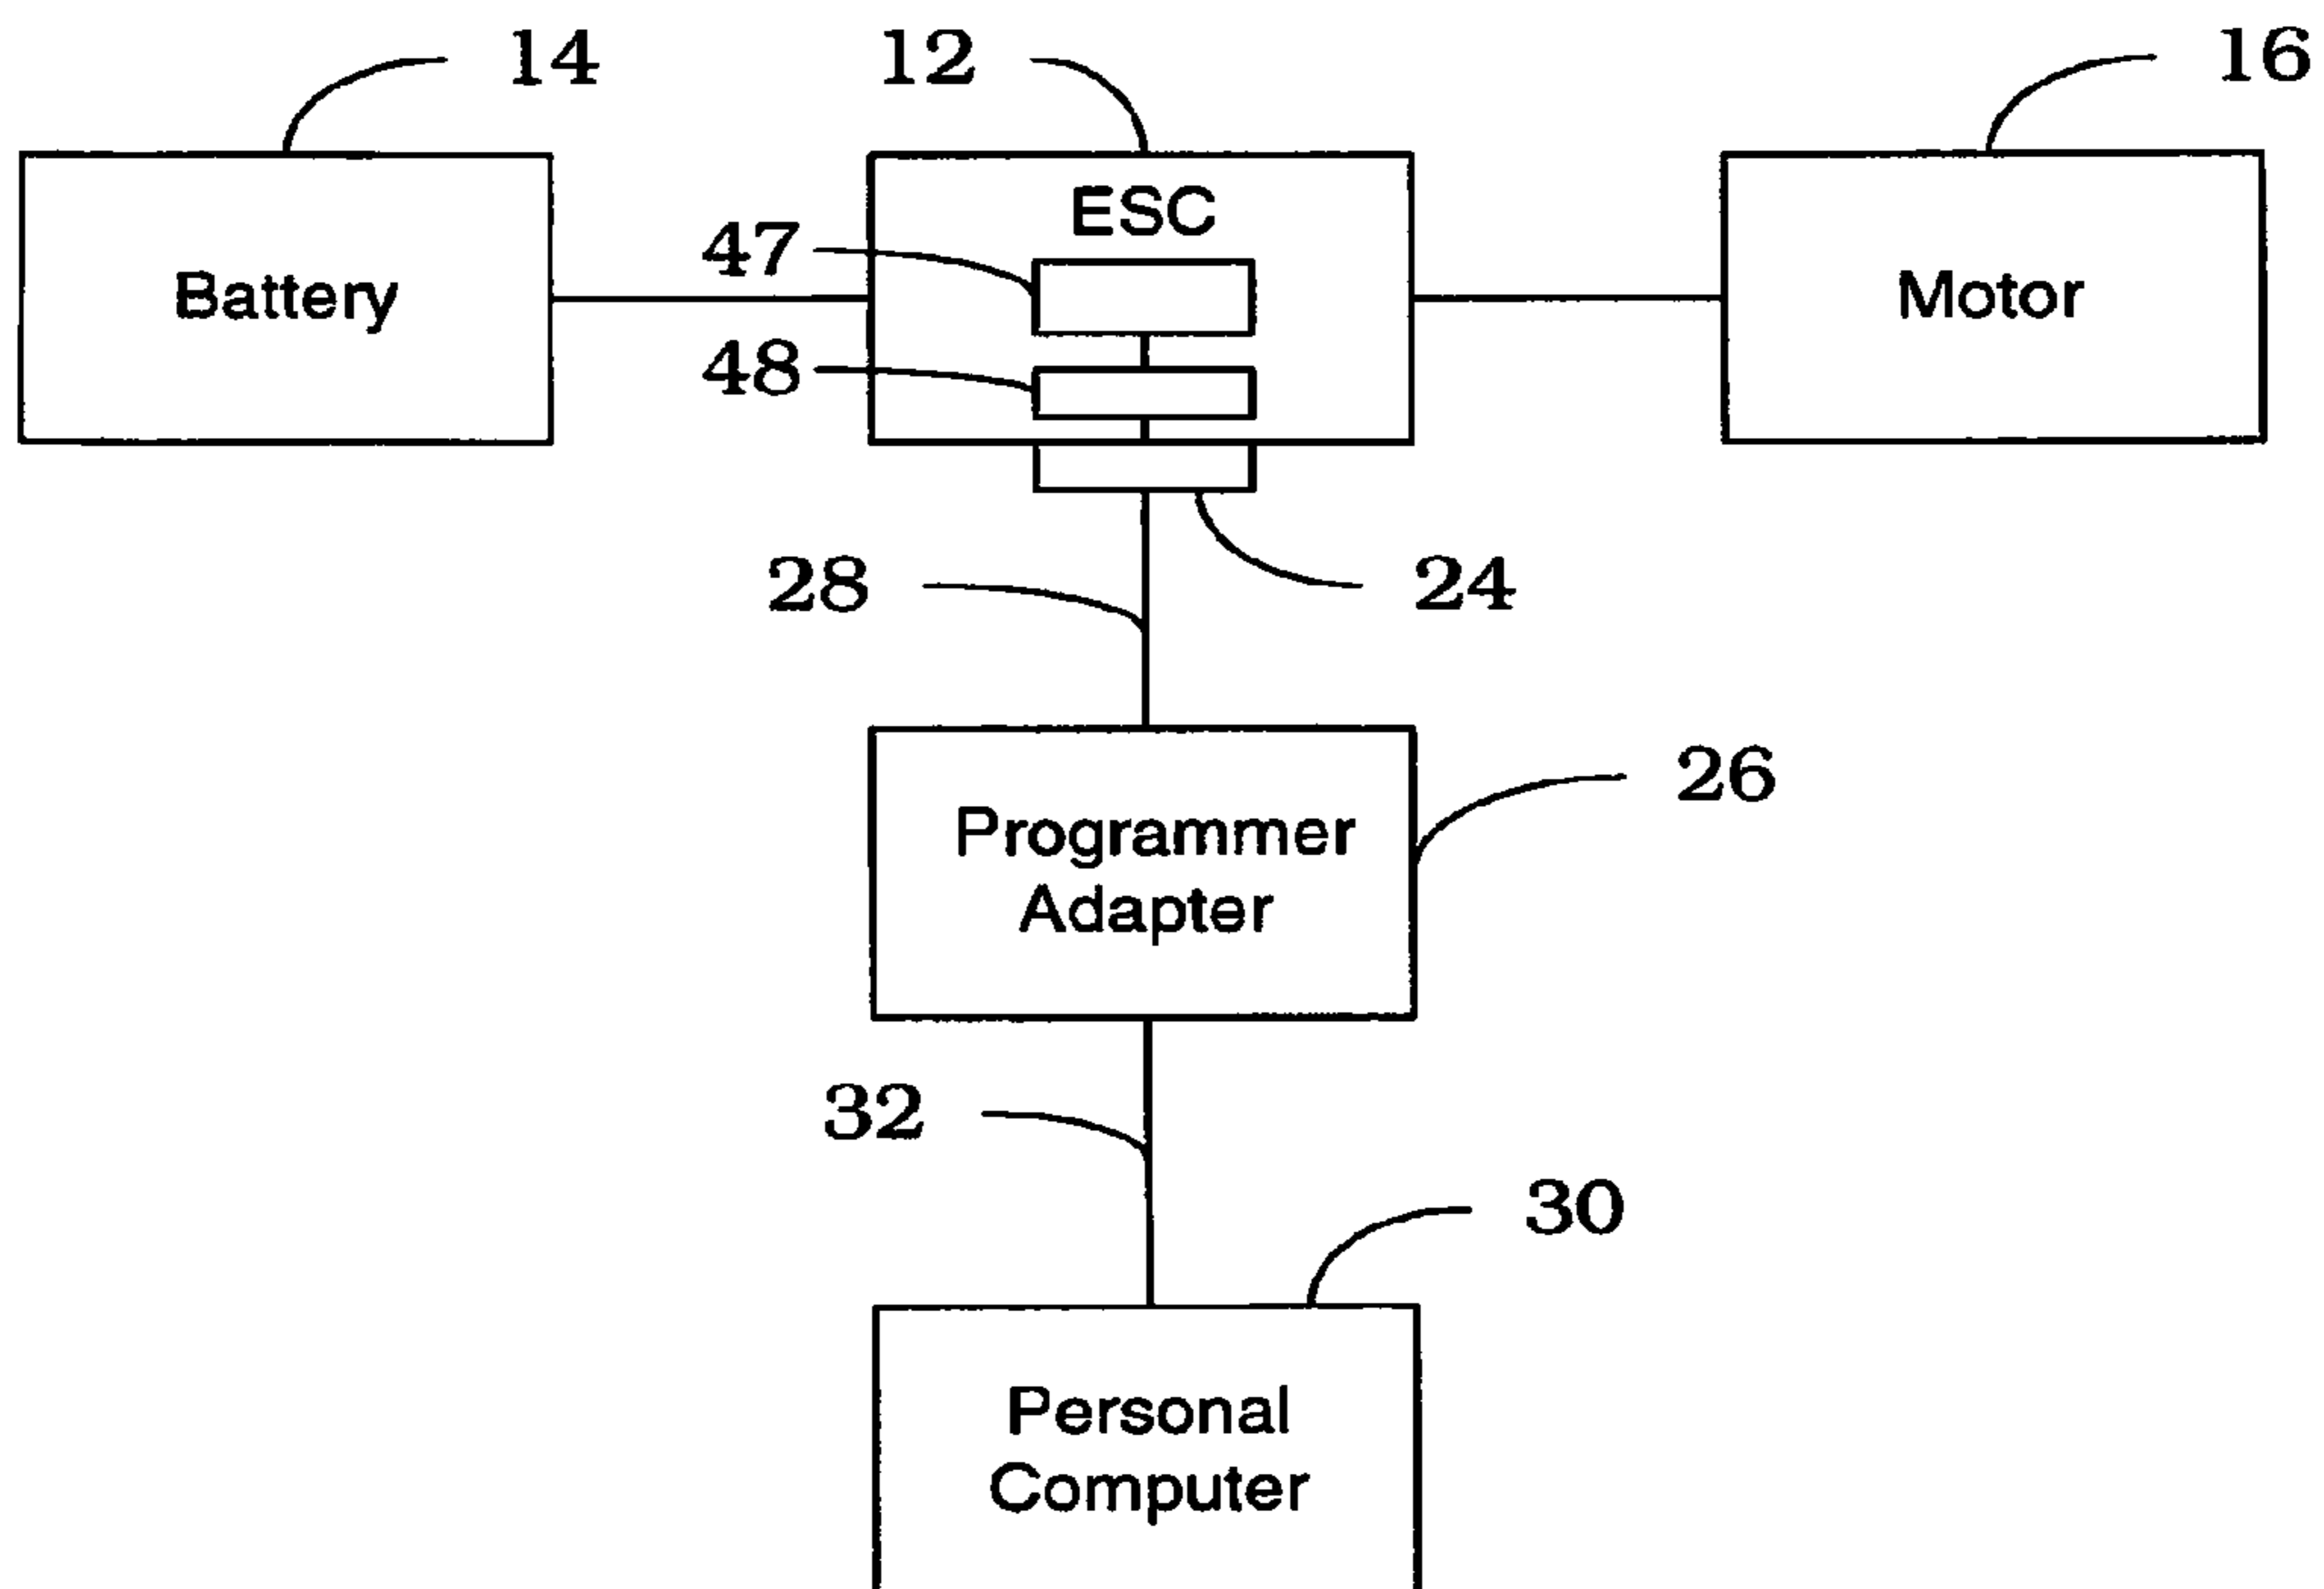 14
12
16
ESC
47
Battery
Motor
48
28
24
26
Programmer
Adapter
32
30
Personal
Computer